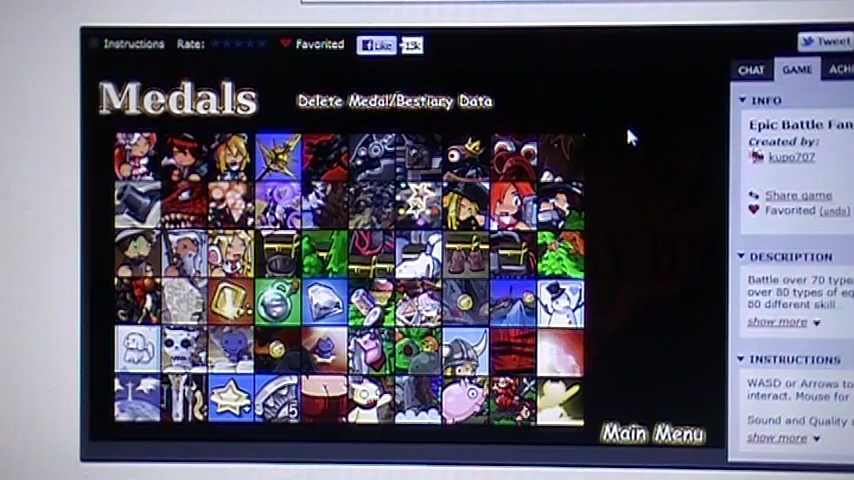 Instructions Rate: Favorited Like 15k
Tweet
CHAT GAME ACHI
Medals
Delete Medal/Bestiary Data
INFO
Epic Battle Fan
Created by:
kupo707
Share game
Favorited (undo)
DESCRIPTION
Battle over 70 type
over 80 types of eq
80 different skill...
show more
INSTRUCTIONS
WASD or Arrows to
interact. Mouse for
Sound and Quality
show more
5
Main Menu